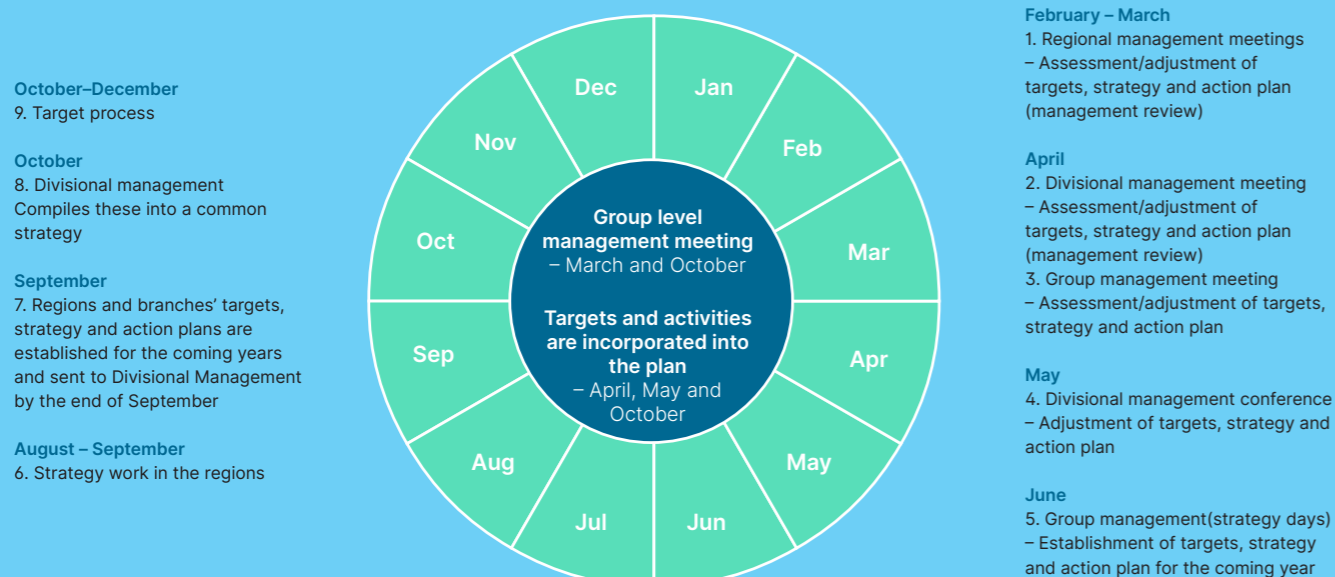 October–December
9. Target process
October
8. Divisional management
Compiles these into a common
strategy
September
7. Regions and branches’ targets,
strategy and action plans are
established for the coming years
and sent to Divisional Management
by the end of September
August – September
6. Strategy work in the regions
Dec
Jan
Nov
Feb
Oct
Mar
Sep
Apr
Aug
May
Jul
Jun
Group level
management meeting
– March and October
Targets and activities
are incorporated into
the plan
– April, May and
October
February – March
1. Regional management meetings
– Assessment/adjustment of
targets, strategy and action plan
(management review)
April
2. Divisional management meeting
– Assessment/adjustment of
targets, strategy and action plan
(management review)
3. Group management meeting
– Assessment/adjustment of targets,
strategy and action plan
May
4. Divisional management conference
– Adjustment of targets, strategy and
action plan
June
5. Group management(strategy days)
– Establishment of targets, strategy
and action plan for the coming year